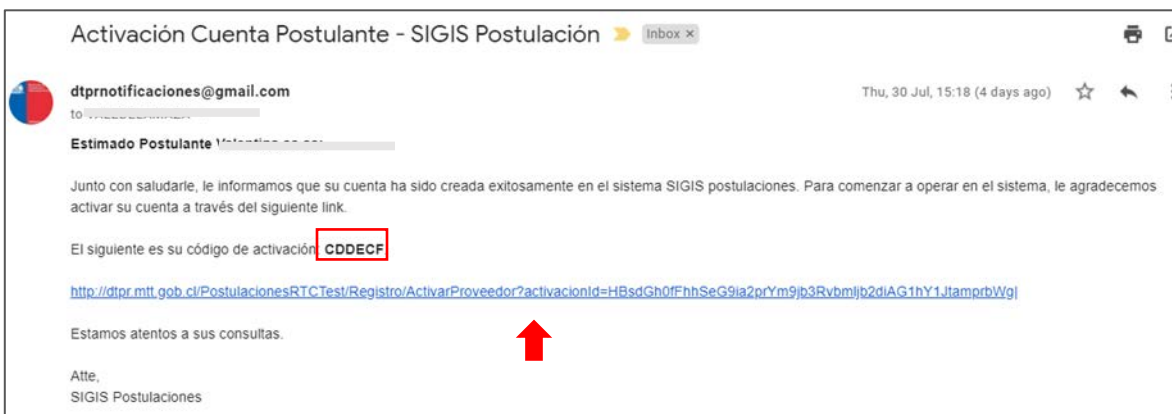 Activación Cuenta Postulante - SIGIS Postulación Inbox ×
dtprnotificaciones@gmail.com Thu, 30 Jul, 15:18 (4 days ago)
to
Estimado Postulante
Junto con saludarle, le informamos que su cuenta ha sido creada exitosamente en el sistema SIGIS postulaciones. Para comenzar a operar en el sistema, le agradecemos
activar su cuenta a través del siguiente link.
El siguiente es su código de activación: CDDECF
http://dtpr.mtt.gob.cl/PostulacionesRTCTest/Registro/ActivarProveedor?activacionId=HBsdGh0fFhhSeG9ia2prYm9jb3Rvbmljb2diAG1hY1JtamprbWg|
Estamos atentos a sus consultas.
Atte,
SIGIS Postulaciones